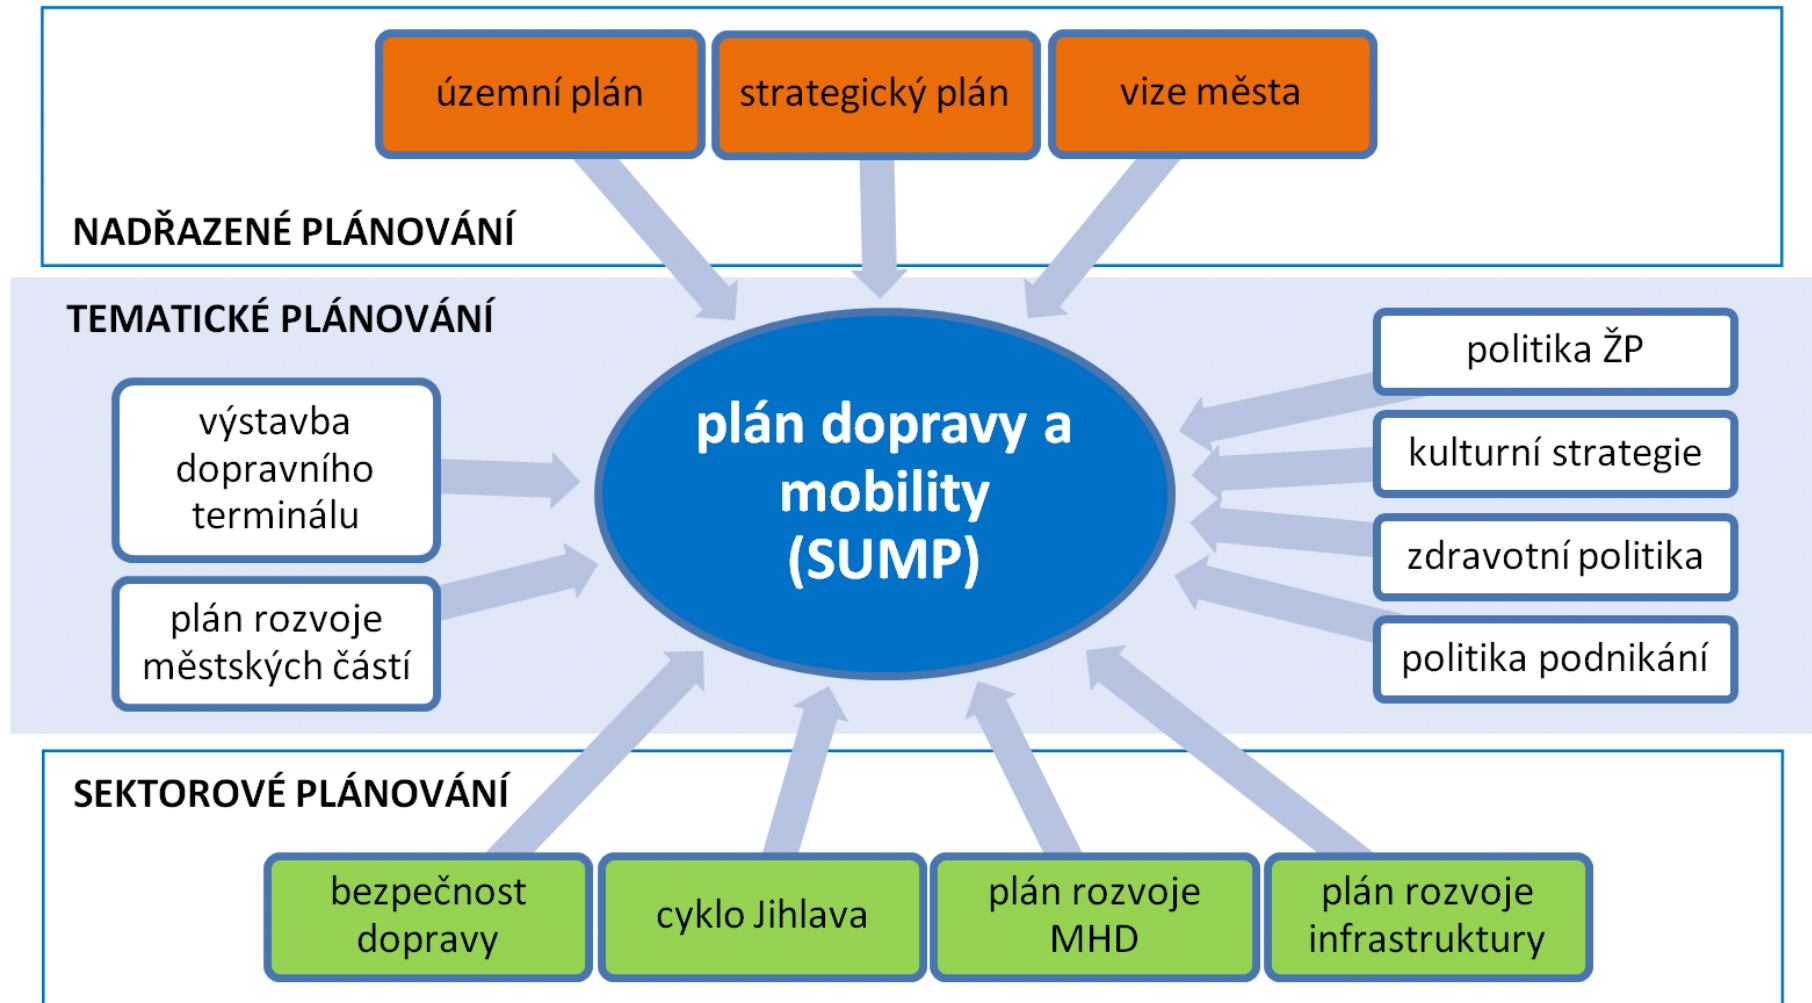 územní plán
strategický plán
vize města
NADŘAZENÉ PLÁNOVÁNÍ
TEMATICKÉ PLÁNOVÁNÍ
výstavba
dopravního
terminálu
plán rozvoje
městských částí
plán dopravy a
mobility
(SUMP)
politika ŽP
kulturní strategie
zdravotní politika
politika podnikání
SEKTOROVÉ PLÁNOVÁNÍ
bezpečnost
dopravy
cyklo Jihlava
plán rozvoje
MHD
plán rozvoje
infrastruktury